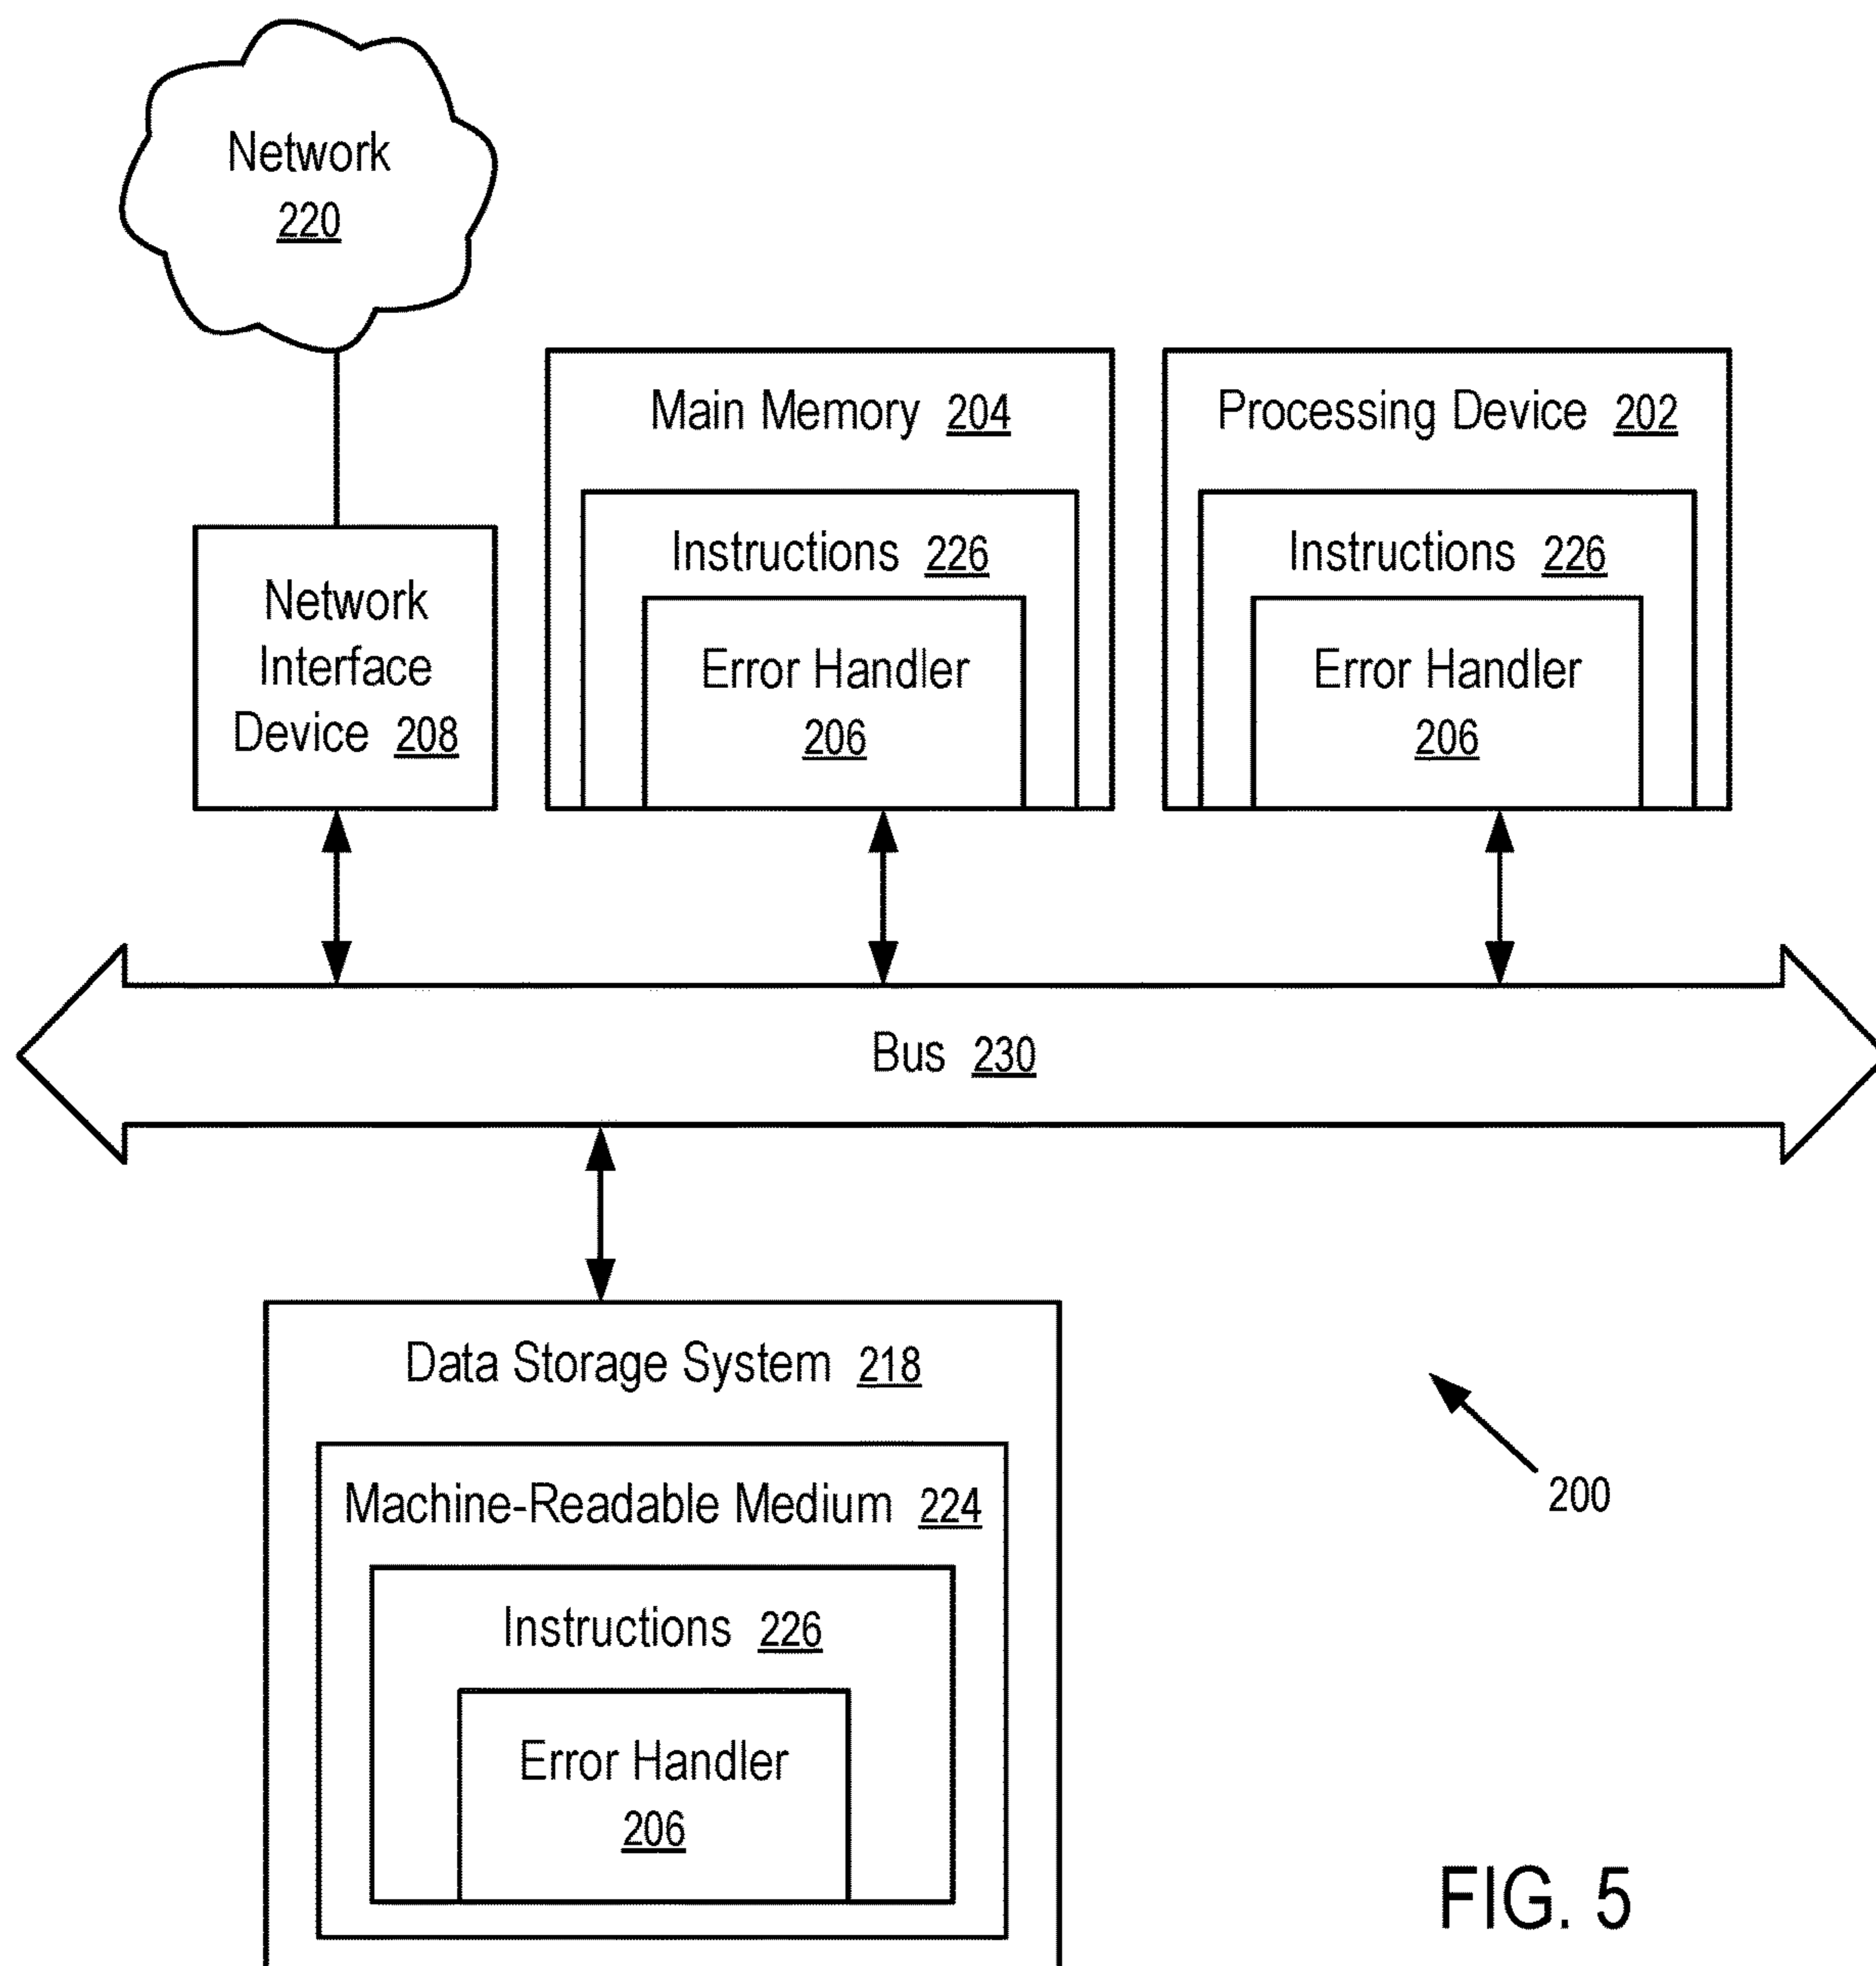 Network
220
Main Memory 204
Processing Device 202
Instructions 226
Instructions 226
Network
Interface
Device 208
Error Handler
206
Error Handler
206
Bus 230
Data Storage System 218
Machine-Readable Medium 224
Instructions 226
Error Handler
206
200
FIG. 5